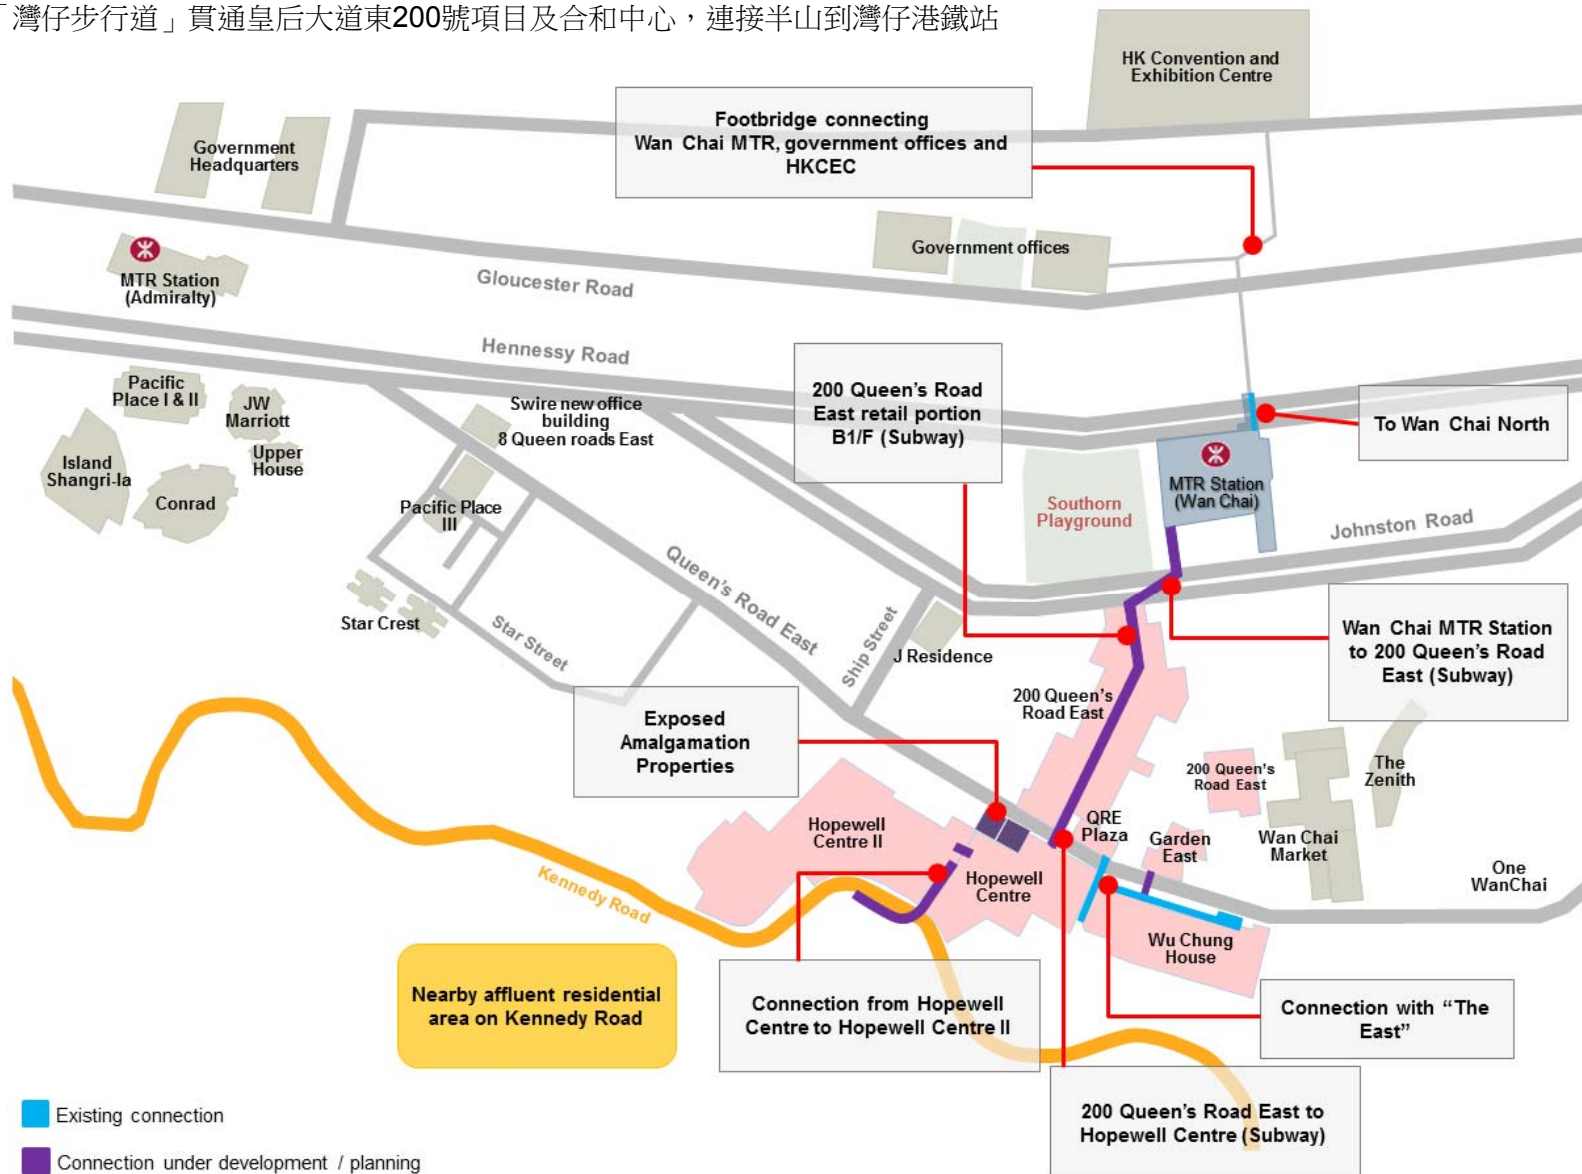 「灣仔步行道」貫通皇后大道東200號項目及合和中心，連接半山到灣仔港鐵站
HK Convention and
Exhibition Centre
Footbridge connecting
Wan Chai MTR, government offices and
HKCEC
Government
Headquarters
Government offices
MTR Station
(Admiralty)
Gloucester Road
Hennessy Road
Pacific
Place I & II
JW
Marriott
Upper
House
Island
Shangri-la
Conrad
Swire new office
building
8 Queen roads East
Pacific Place
III
200 Queen's Road
East retail portion
B1/F (Subway)
To Wan Chai North
MTR Station
(Wan Chai)
Southorn
Playground
Johnston Road
Queen's Road East
Ship Street
Star Street
Star Crest
J Residence
Wan Chai MTR Station
to 200 Queen's Road
East (Subway)
200 Queen's
Road East
Exposed
Amalgamation
Properties
200 Queen's
Road East
The
Zenith
Hopewell
Centre II
QRE
Plaza
Garden
East
Wan Chai
Market
One
WanChai
Hopewell
Centre
Kennedy Road
Wu Chung
House
Nearby affluent residential
area on Kennedy Road
Connection from Hopewell
Centre to Hopewell Centre II
Connection with “The
East”
200 Queen's Road East to
Hopewell Centre (Subway)
Existing connection
Connection under development / planning